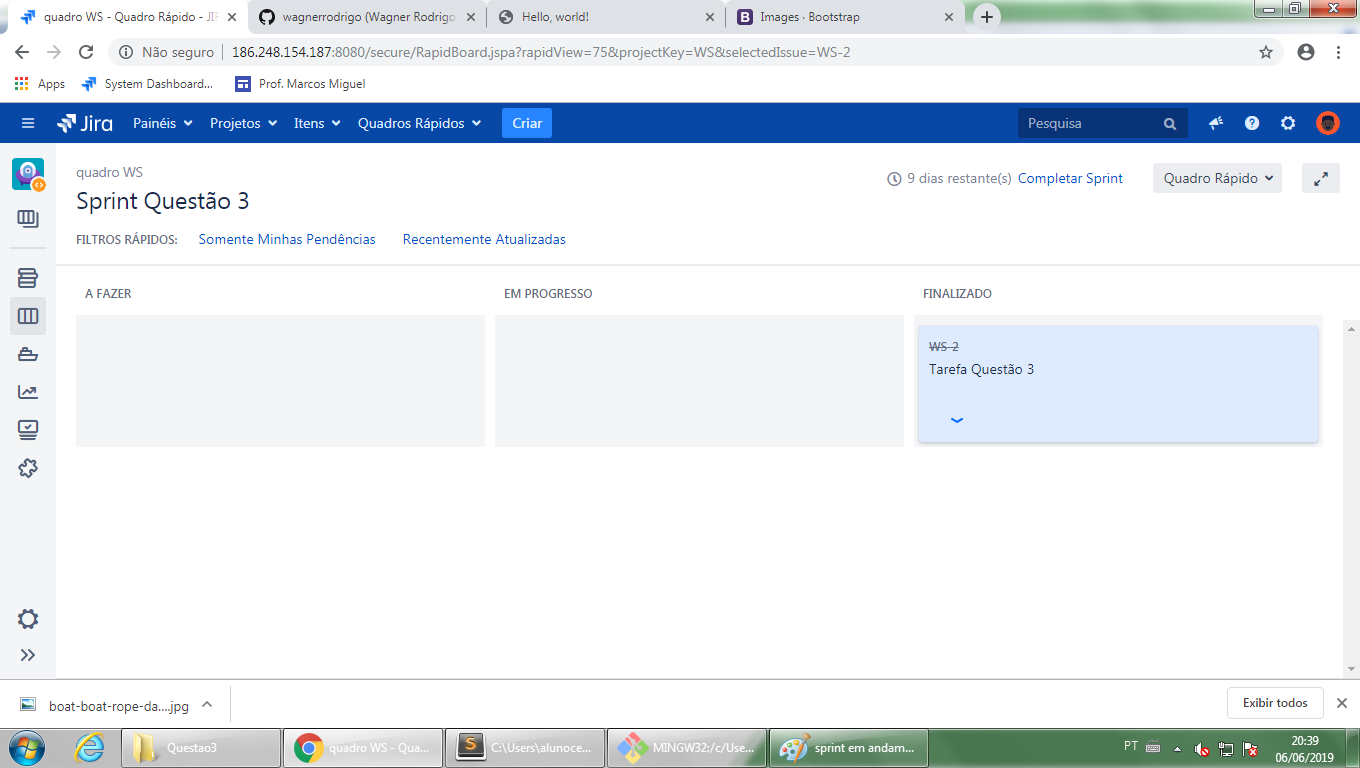 quadro WS - Quadro Rápido - JIR
wagnerrodrigo (Wagner Rodrigo
Hello, world!
Images · Bootstrap
Não seguro
186.248.154.187:8080/secure/RapidBoard.jspa?rapidView=75&projectKey=WS&selectedIssue=WS-2
Apps
System Dashboard...
Prof. Marcos Miguel
Jira
Painéis
Projetos
Itens
Quadros Rápidos
Criar
Pesquisa
quadro WS
Sprint Questão 3
9 dias restante(s)
Completar Sprint
Quadro Rápido
FILTROS RÁPIDOS:
Somente Minhas Pendências
Recentemente Atualizadas
A FAZER
EM PROGRESSO
FINALIZADO
WS-2
Tarefa Questão 3
boat-boat-rope-da....jpg
Exibir todos
Questao3
quadro WS - Qua...
C:\Users\alunoce...
MINGW32:/c/Use...
sprint em andam...
PT
20:39
06/06/2019